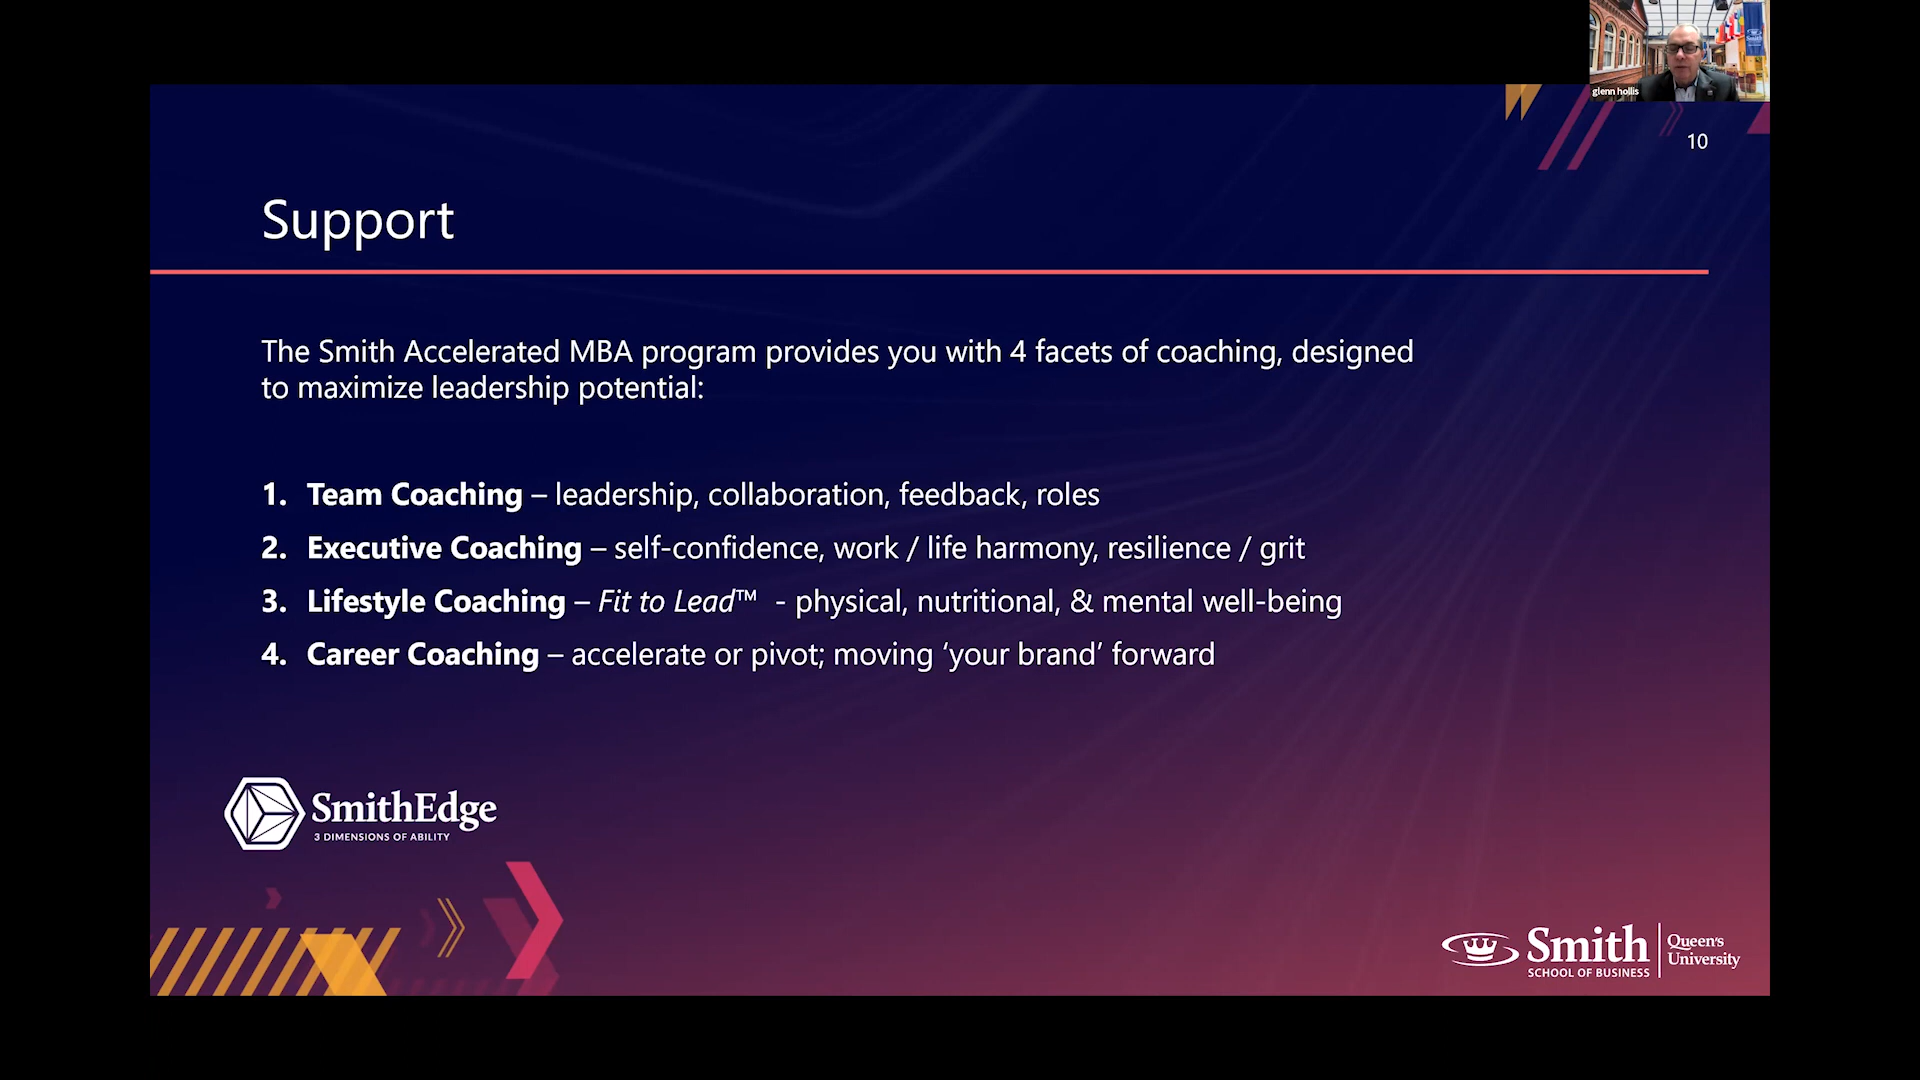 glenn hollis
Smith
10
Support
The Smith Accelerated MBA program provides you with 4 facets of coaching, designed
to maximize leadership potential:
1. Team Coaching – leadership, collaboration, feedback, roles
2. Executive Coaching – self-confidence, work / life harmony, resilience / grit
3. Lifestyle Coaching – Fit to Lead™ - physical, nutritional, & mental well-being
4. Career Coaching – accelerate or pivot; moving ‘your brand’ forward
SmithEdge
3 DIMENSIONS OF ABILITY
Smith
SCHOOL OF BUSINESS
Queen's
University